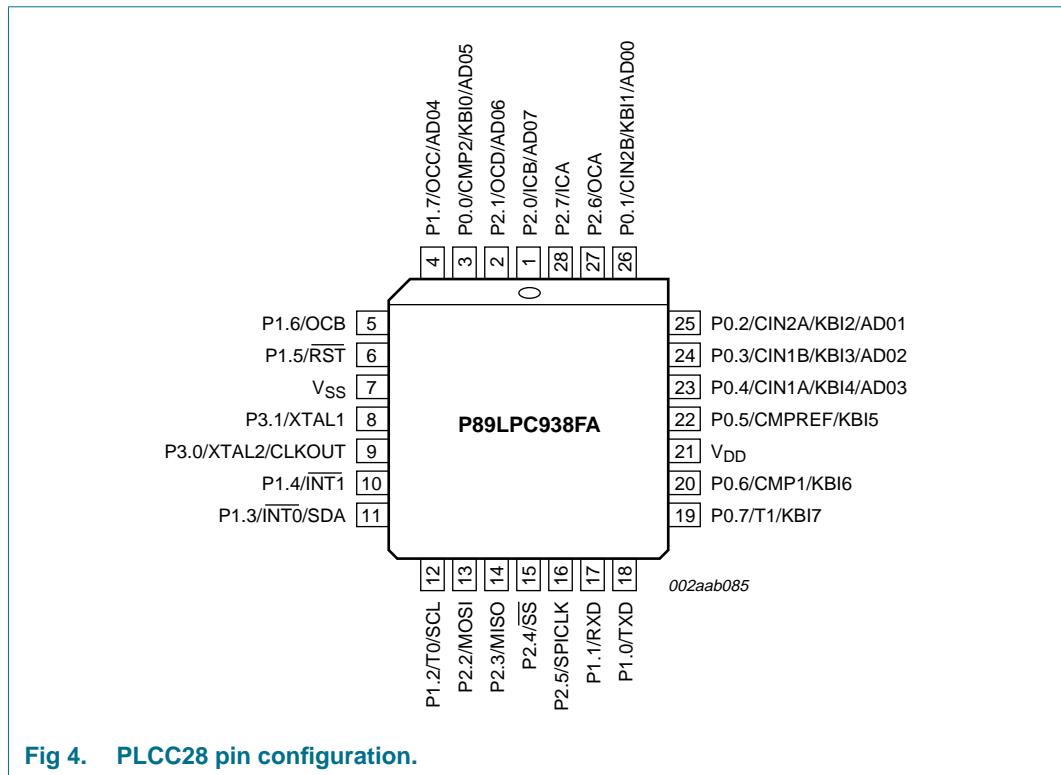 P1.7/OCC/AD04
P0.0/CMP2/KBI0/AD05
P2.1/OCD/AD06
P2.0/ICB/AD07
P2.7/ICA
P2.6/OCA
P0.1/CIN2B/KBI1/AD00
4 3 2 1 28 27 26
P1.6/OCB 5
P1.5/R̅S̅T̅ 6
VSS 7
P3.1/XTAL1 8
P3.0/XTAL2/CLKOUT 9
P1.4/I̅N̅T̅1̅ 10
P1.3/I̅N̅T̅0̅/SDA 11
P89LPC938FA
25 P0.2/CIN2A/KBI2/AD01
24 P0.3/CIN1B/KBI3/AD02
23 P0.4/CIN1A/KBI4/AD03
22 P0.5/CMPREF/KBI5
21 VDD
20 P0.6/CMP1/KBI6
19 P0.7/T1/KBI7
12 13 14 15 16 17 18
P1.2/T0/SCL
P2.2/MOSI
P2.3/MISO
P2.4/S̅S̅
P2.5/SPICLK
P1.1/RXD
P1.0/TXD
002aab085
Fig 4. PLCC28 pin configuration.